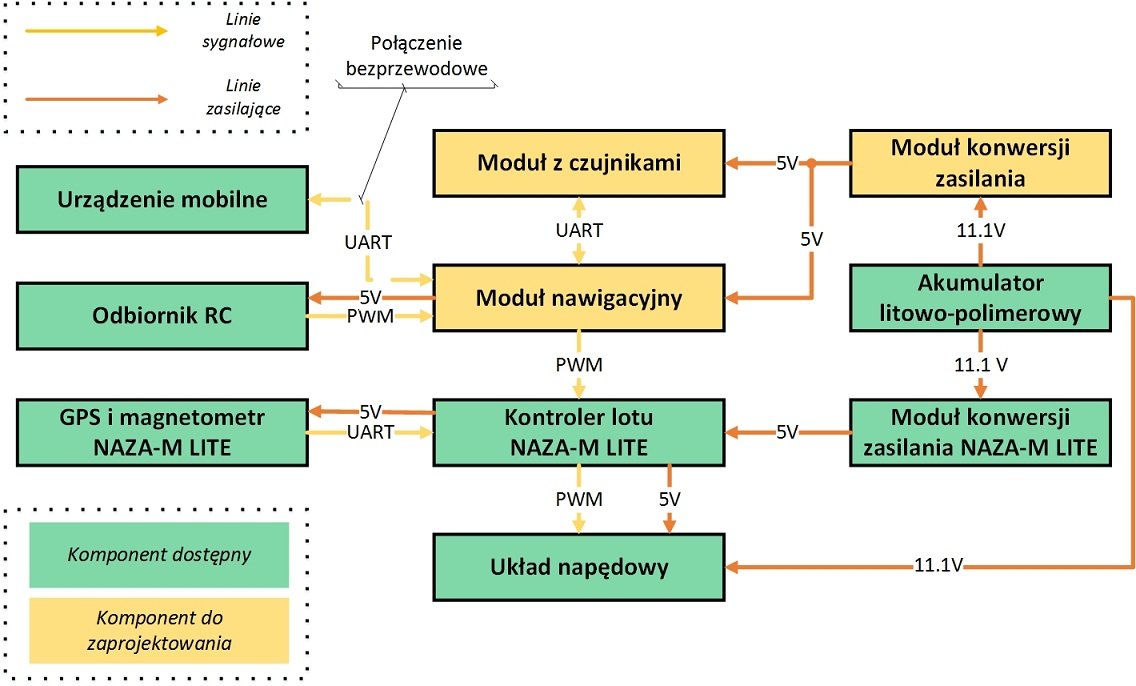 Linie
sygnałowe
Linie
zasilające
Połączenie
bezprzewodowe
Moduł z czujnikami
5V
Moduł konwersji
zasilania
Urządzenie mobilne
UART
UART
5V
11.1V
Odbiornik RC
5V
PWM
Moduł nawigacyjny
Akumulator
litowo-polimerowy
PWM
11.1 V
GPS i magnetometr
NAZA-M LITE
5V
UART
Kontroler lotu
NAZA-M LITE
5V
Moduł konwersji
zasilania NAZA-M LITE
PWM
5V
Układ napędowy
11.1V
Komponent dostępny
Komponent do
zaprojektowania